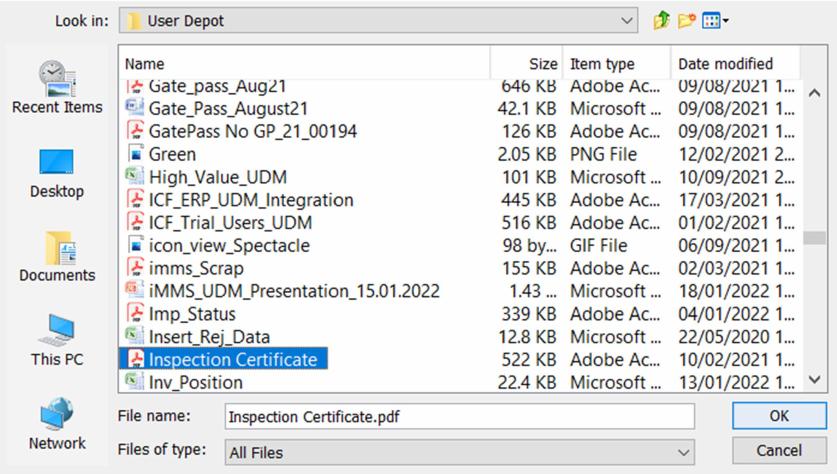 Look in: User Depot
Name Size Item type Date modified
Gate_pass_Aug21 646 KB Adobe Ac... 09/08/2021 1...
Gate_Pass_August21 42.1 KB Microsoft ... 09/08/2021 1...
GatePass No GP_21_00194 126 KB Adobe Ac... 09/08/2021 1...
Green 2.05 KB PNG File 12/02/2021 2...
High_Value_UDM 101 KB Microsoft ... 10/09/2021 2...
ICF_ERP_UDM_Integration 445 KB Adobe Ac... 17/03/2021 1...
ICF_Trial_Users_UDM 516 KB Adobe Ac... 01/02/2021 1...
icon_view_Spectacle 98 by... GIF File 06/09/2021 1...
imms_Scrap 155 KB Adobe Ac... 02/03/2021 1...
iMMS_UDM_Presentation_15.01.2022 1.43 ... Microsoft ... 18/01/2022 1...
Imp_Status 339 KB Adobe Ac... 04/01/2022 1...
Insert_Rej_Data 12.8 KB Microsoft ... 22/05/2020 1...
Inspection Certificate 522 KB Adobe Ac... 10/02/2021 1...
Inv_Position 22.4 KB Microsoft ... 13/01/2022 1...
Recent Items
Desktop
Documents
This PC
Network
File name: Inspection Certificate.pdf OK
Files of type: All Files Cancel